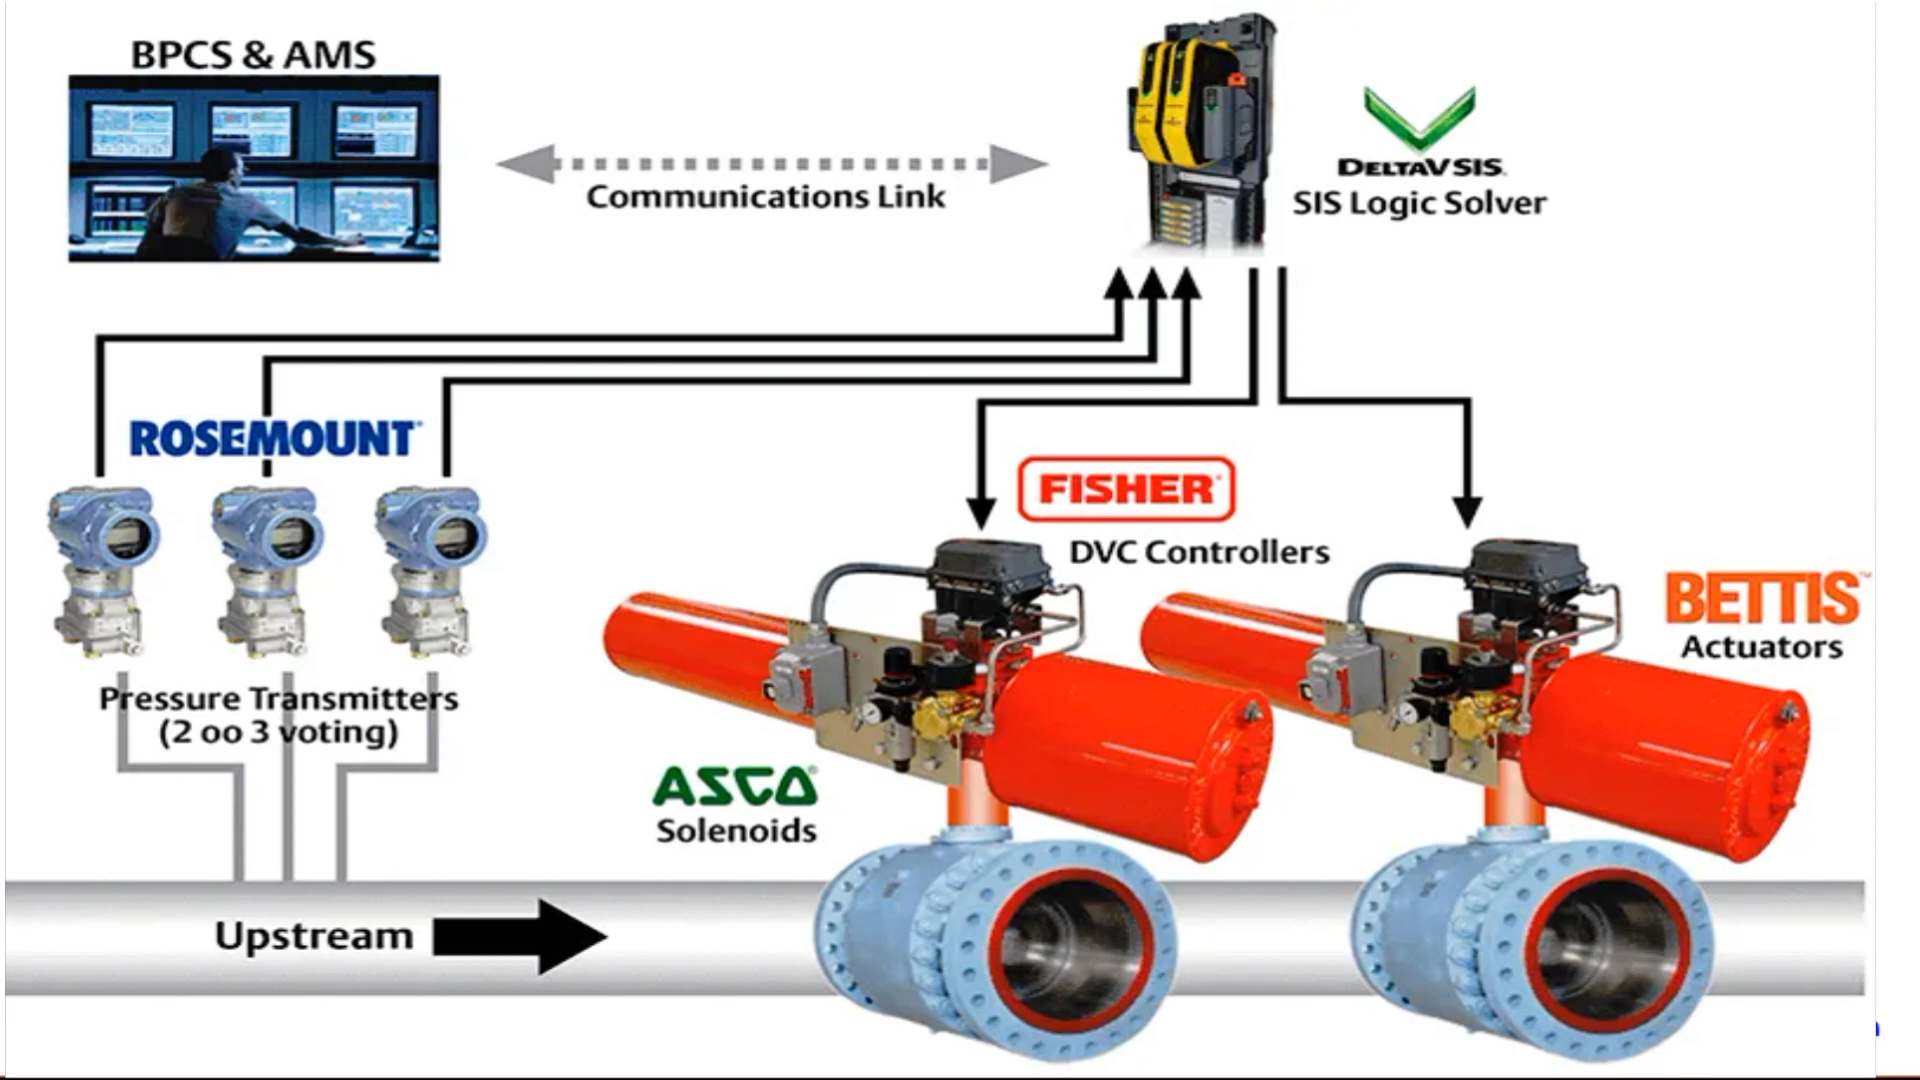 BPCS & AMS
Communications Link
DELTAV SIS
SIS Logic Solver
ROSEMOUNT
FISHER
DVC Controllers
BETTIS™
Actuators
Pressure Transmitters
(2 oo 3 voting)
ASCO
Solenoids
Upstream